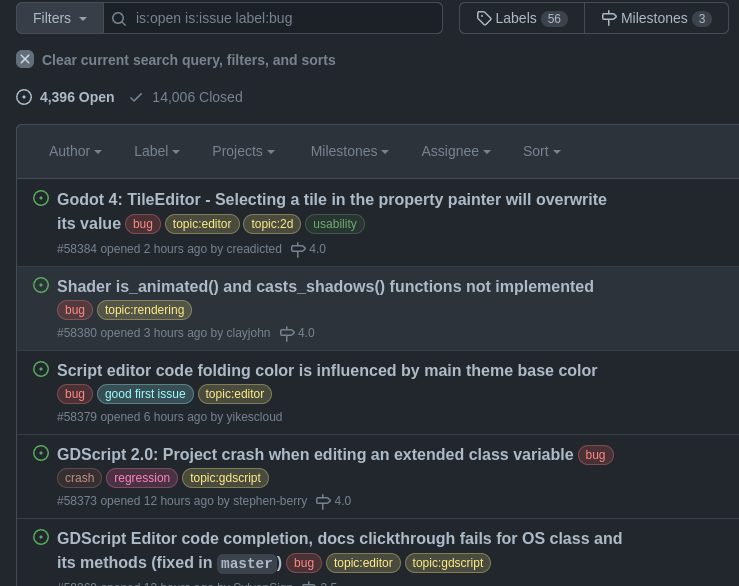 Filters is:open is:issue label:bug Labels 56 Milestones 3
Clear current search query, filters, and sorts
4,396 Open 14,006 Closed
Author Label Projects Milestones Assignee Sort
Godot 4: TileEditor - Selecting a tile in the property painter will overwrite
its value bug topic:editor topic:2d usability
#58384 opened 2 hours ago by creadicted 4.0
Shader is_animated() and casts_shadows() functions not implemented
bug topic:rendering
#58380 opened 3 hours ago by clayjohn 4.0
Script editor code folding color is influenced by main theme base color
bug good first issue topic:editor
#58379 opened 6 hours ago by yikescloud
GDScript 2.0: Project crash when editing an extended class variable bug
crash regression topic:gdscript
#58373 opened 12 hours ago by stephen-berry 4.0
GDScript Editor code completion, docs clickthrough fails for OS class and
its methods (fixed in master) bug topic:editor topic:gdscript
opened hours ago by